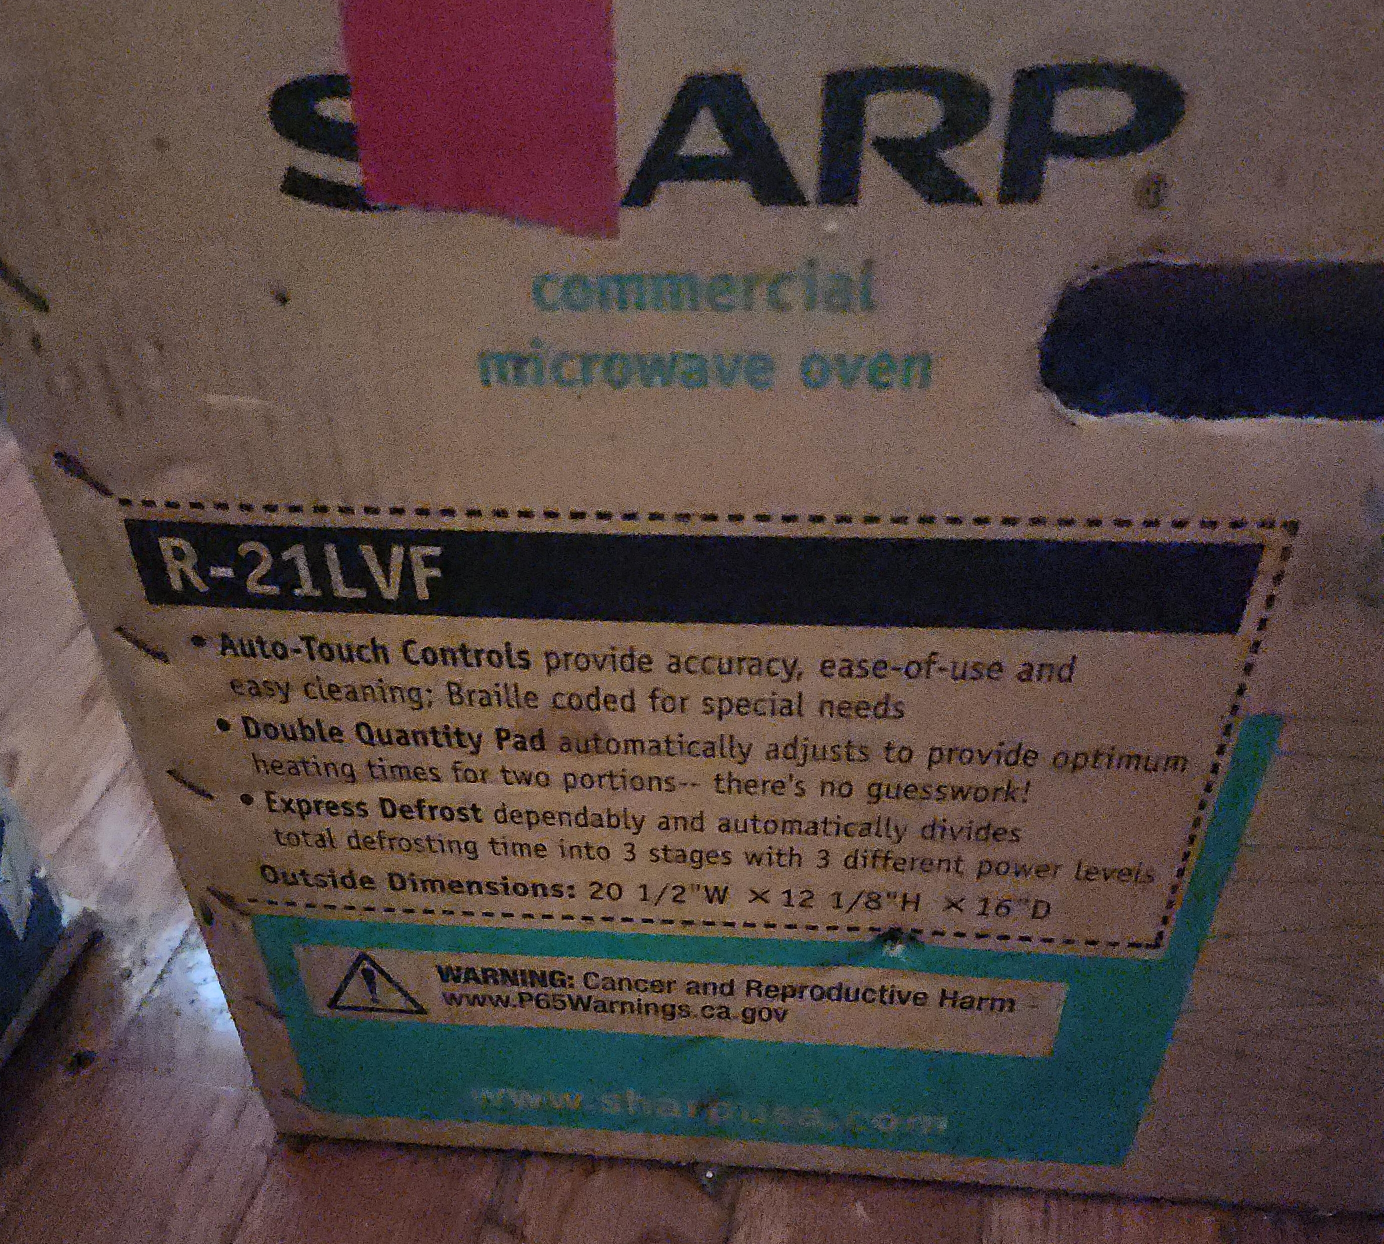 SHARP®
commercial
microwave oven
R-21LVF
• Auto-Touch Controls provide accuracy, ease-of-use and
easy cleaning; Braille coded for special needs
• Double Quantity Pad automatically adjusts to provide optimum
heating times for two portions-- there's no guesswork!
• Express Defrost dependably and automatically divides
total defrosting time into 3 stages with 3 different power levels
Outside Dimensions: 20 1/2"W × 12 1/8"H × 16"D
WARNING: Cancer and Reproductive Harm -
www.P65Warnings.ca.gov
www.sharpusa.com